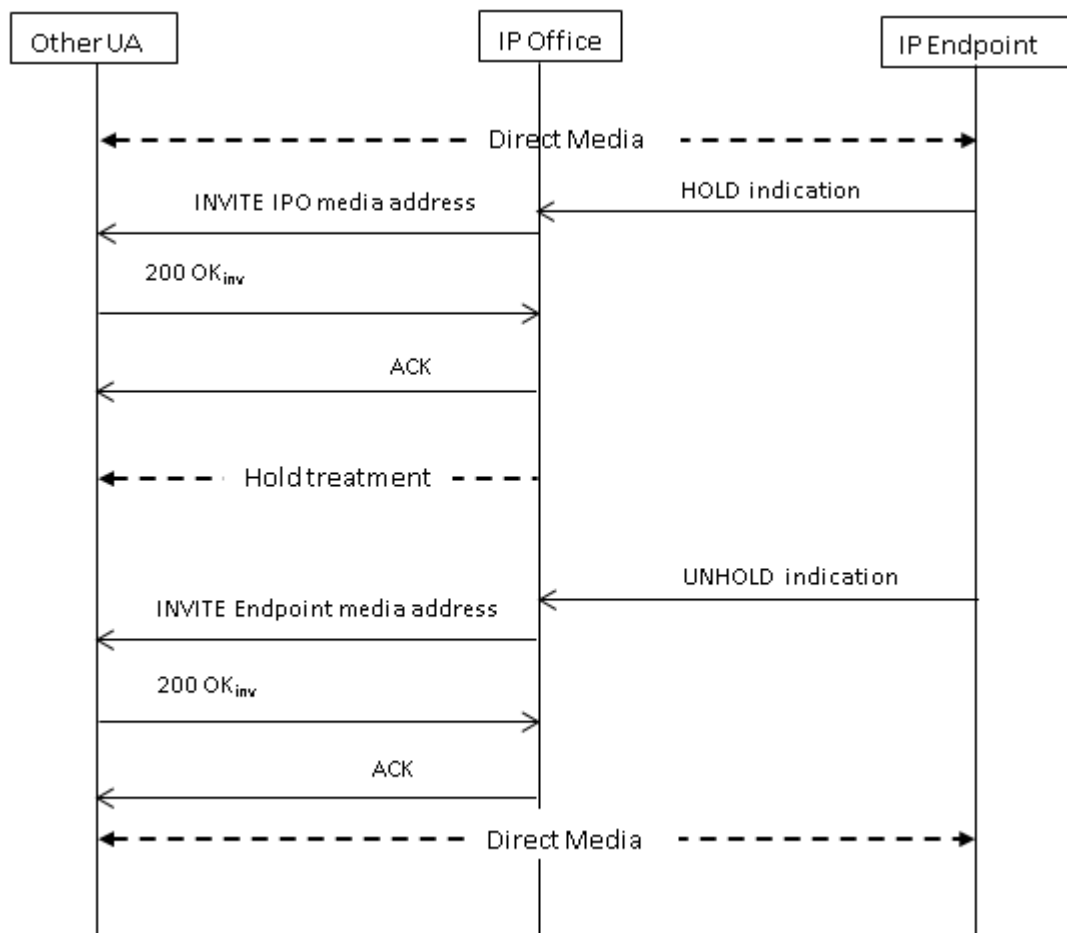 Other UA
IP Office
IP Endpoint
Direct Media
HOLD indication
INVITE IPO media address
200 OKinv
ACK
Hold treatment
UNHOLD indication
INVITE Endpoint media address
200 OKinv
ACK
Direct Media